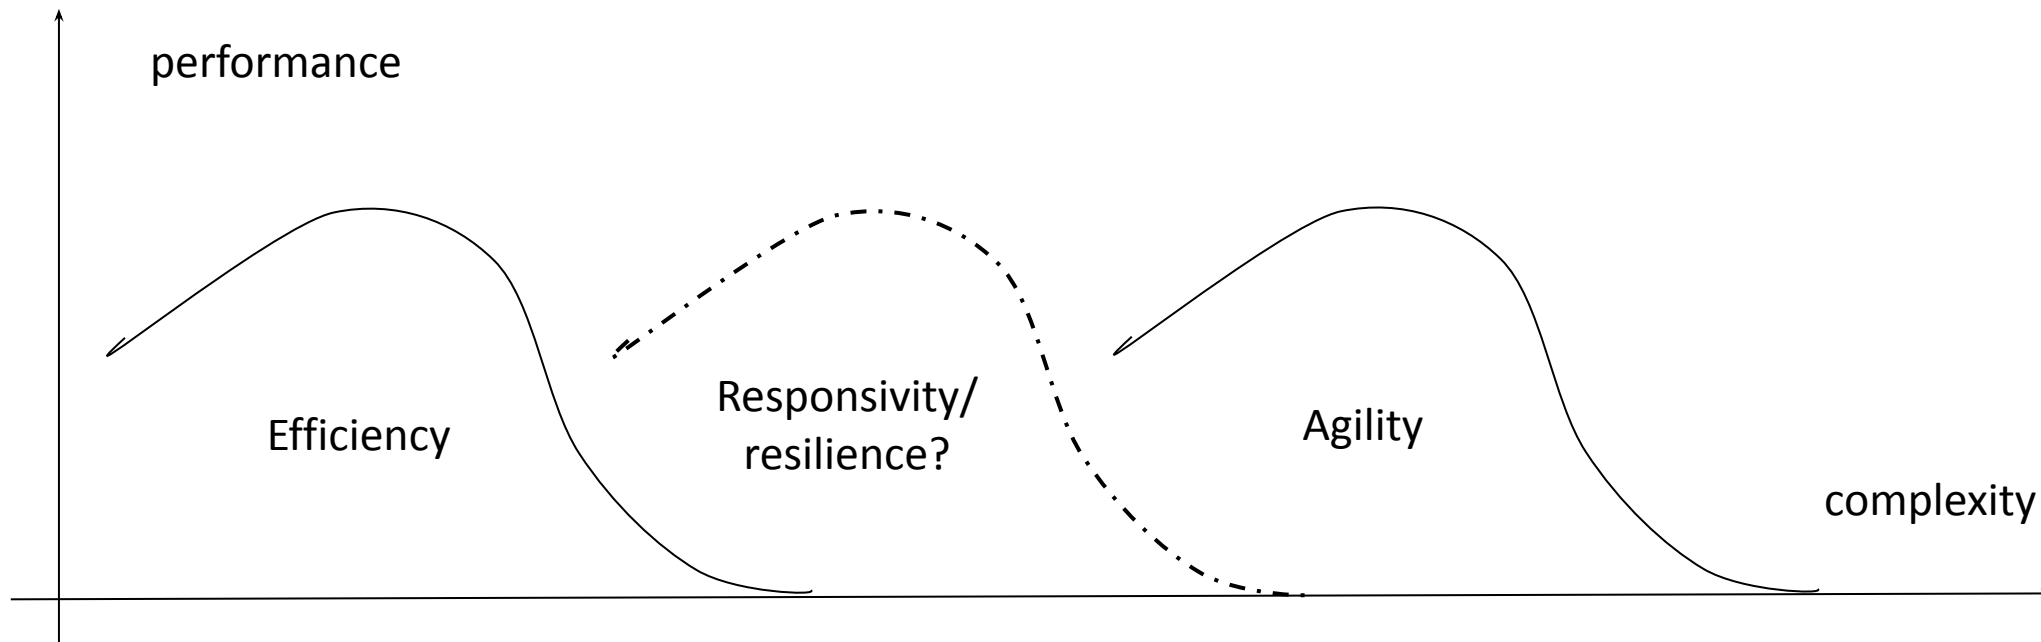 performance
Efficiency
Responsivity/
resilience?
Agility
complexity